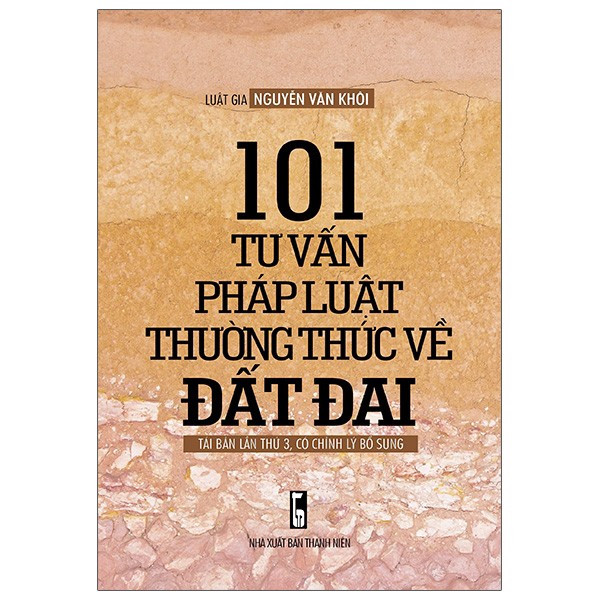 LUẬT GIA NGUYỄN VĂN KHÔI
101
TƯ VẤN
PHÁP LUẬT
THƯỜNG THỨC VỀ
ĐẤT ĐAI
TÁI BẢN LẦN THỨ 3, CÓ CHỈNH LÝ BỔ SUNG
NHÀ XUẤT BẢN THANH NIÊN